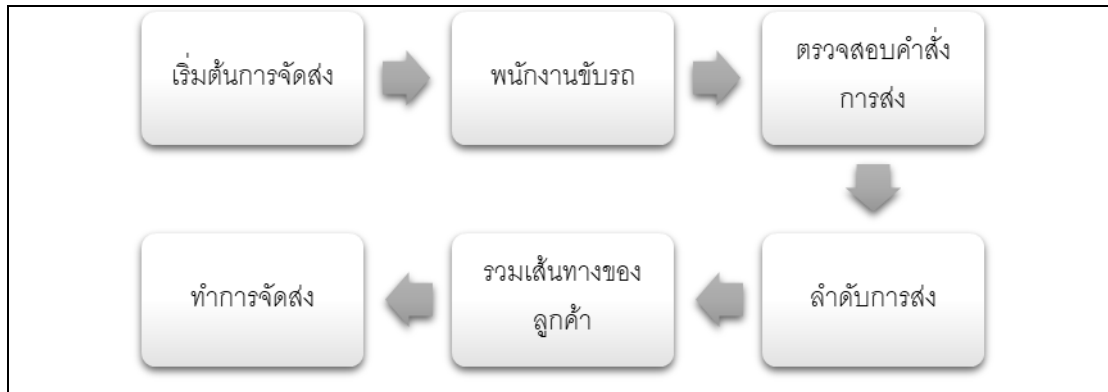 เริ่มต้นการจัดส่ง
พนักงานขับรถ
ตรวจสอบคำสั่ง
การส่ง
ลำดับการส่ง
รวมเส้นทางของ
ลูกค้า
ทำการจัดส่ง